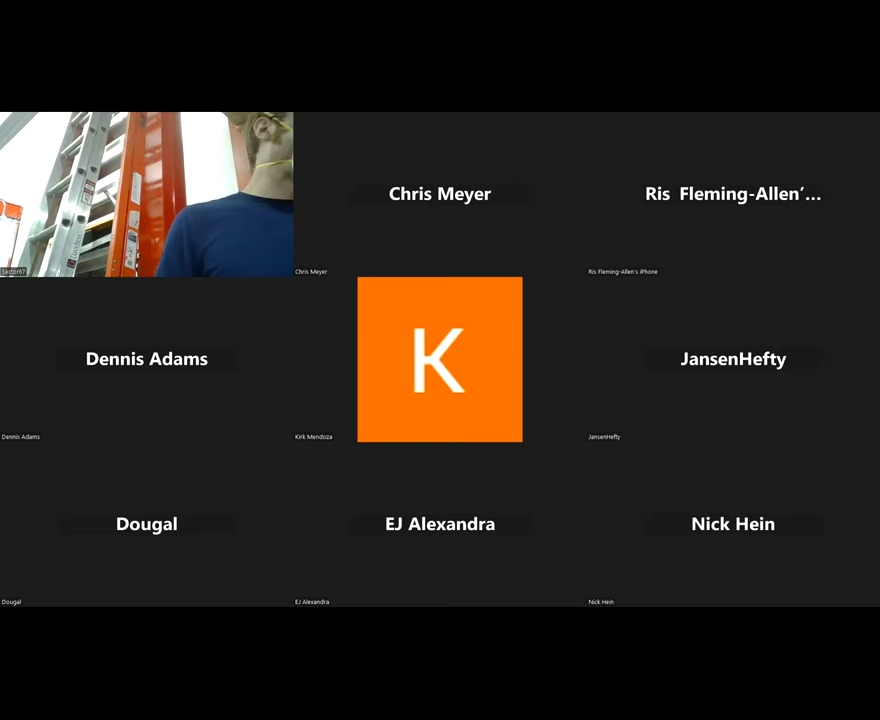 Sector67
Chris Meyer
Chris Meyer
Ris Fleming-Allen’...
Ris Fleming-Allen's iPhone
Dennis Adams
Dennis Adams
K
Kirk Mendoza
JansenHefty
JansenHefty
Dougal
Dougal
EJ Alexandra
EJ Alexandra
Nick Hein
Nick Hein